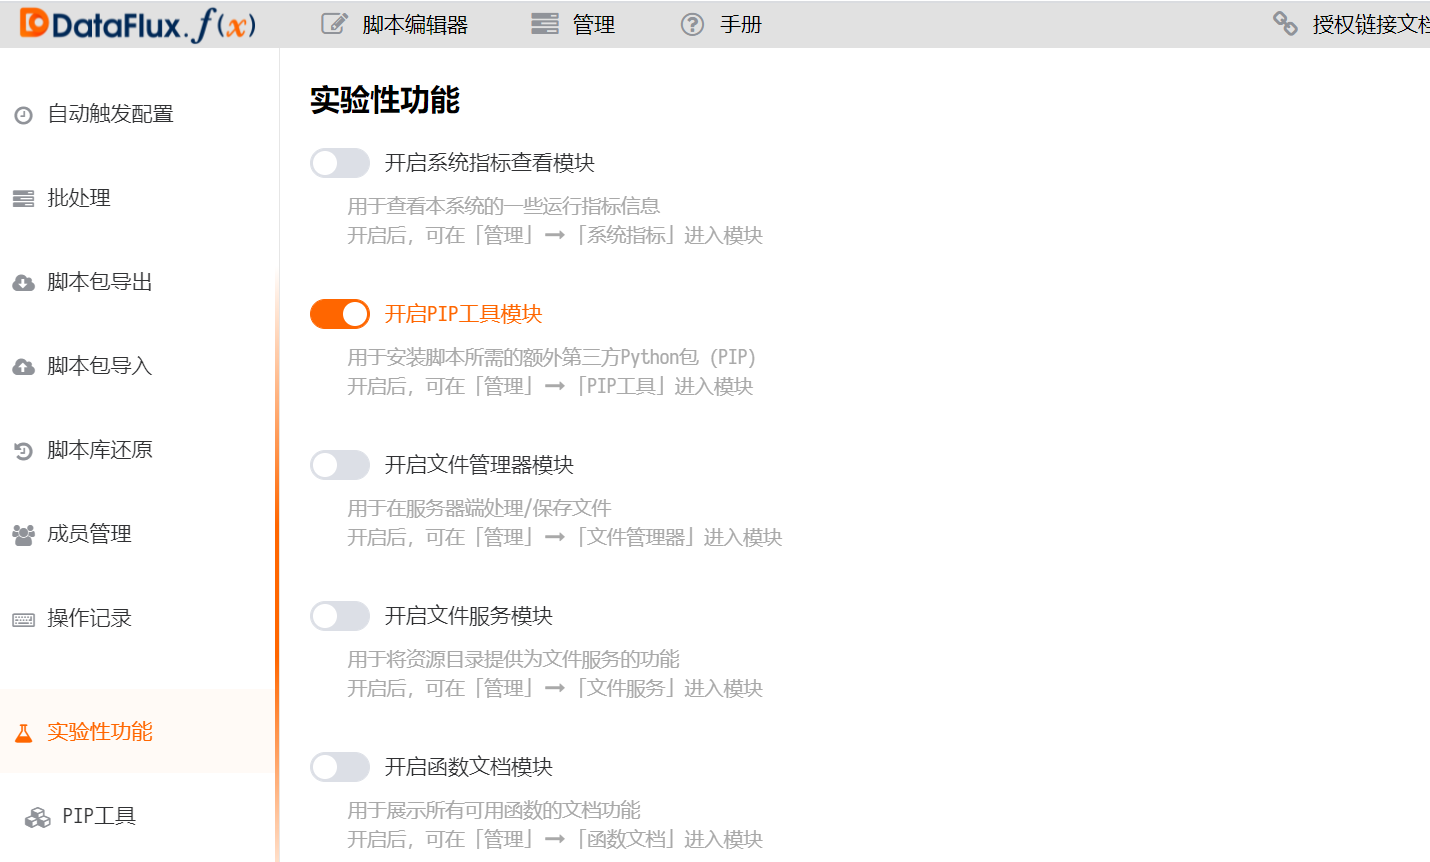 DataFlux.f(x)
脚本编辑器
管理
手册
授权链接文档
自动触发配置
批处理
脚本包导出
脚本包导入
脚本库还原
成员管理
操作记录
实验性功能
PIP工具
实验性功能
开启系统指标查看模块
用于查看本系统的一些运行指标信息
开启后，可在「管理」→「系统指标」进入模块
开启PIP工具模块
用于安装脚本所需的额外第三方Python包（PIP）
开启后，可在「管理」→「PIP工具」进入模块
开启文件管理器模块
用于在服务器端处理/保存文件
开启后，可在「管理」→「文件管理器」进入模块
开启文件服务模块
用于将资源目录提供为文件服务的功能
开启后，可在「管理」→「文件服务」进入模块
开启函数文档模块
用于展示所有可用函数的文档功能
开启后，可在「管理」→「函数文档」进入模块